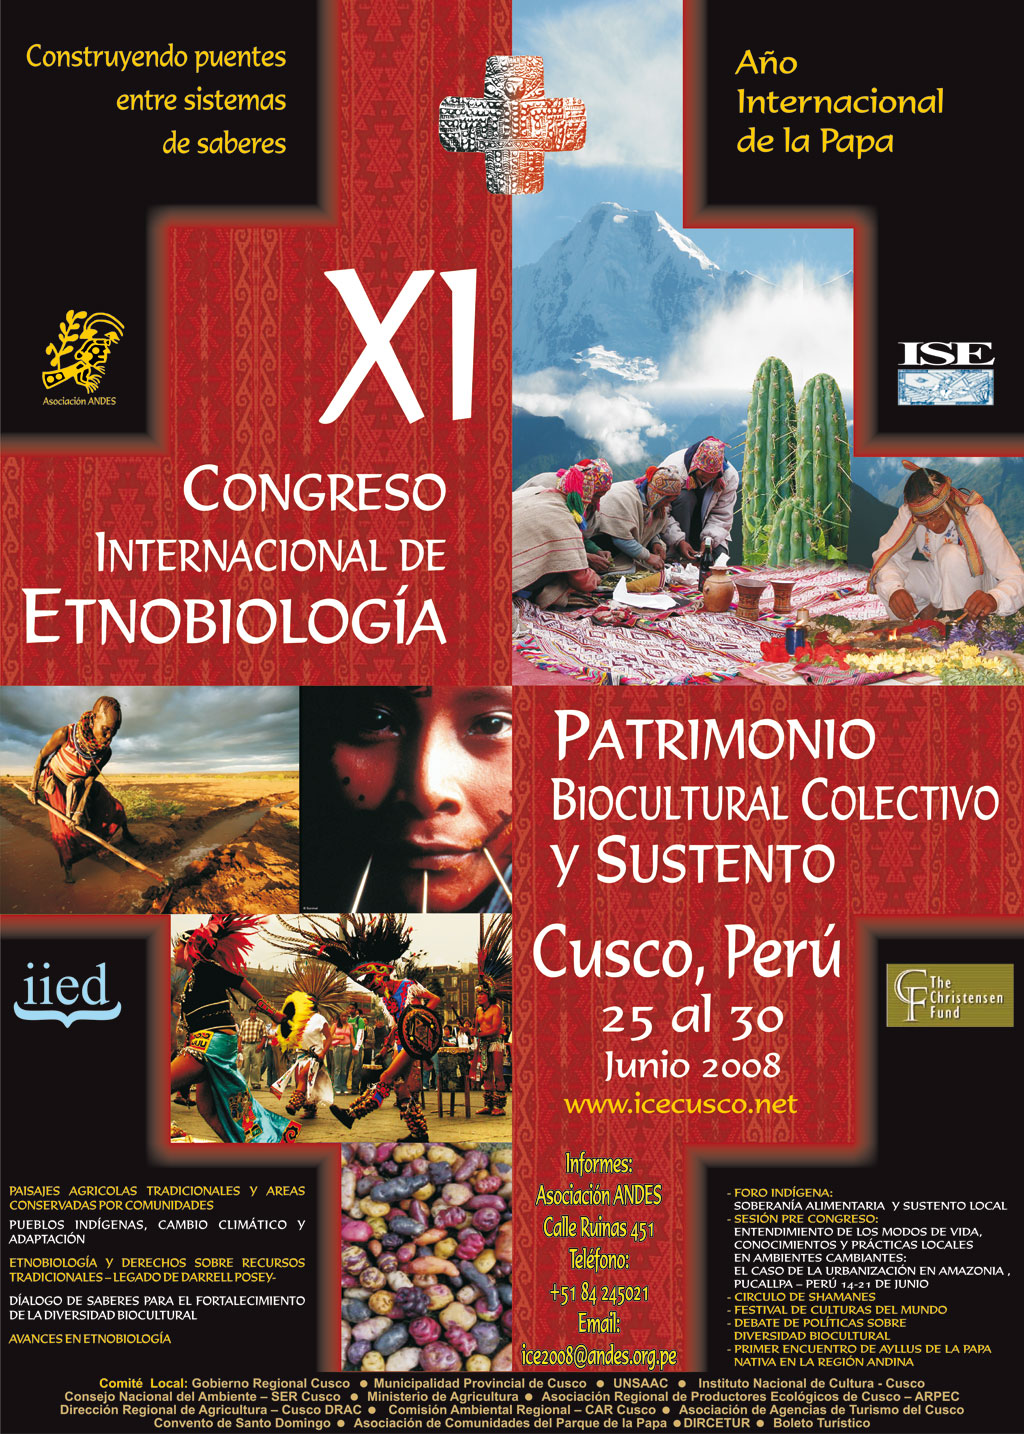 Construyendo puentes
entre sistemas
de saberes
Año
Internacional
de la Papa
XI
Asociación ANDES
ISE
CONGRESO
INTERNACIONAL DE
ETNOBIOLOGÍA
PATRIMONIO
BIOCULTURAL COLECTIVO
Y SUSTENTO
CUSCO, PERÚ
25 al 30
Junio 2008
www.icecusco.net
iied
CF The
Christensen
Fund
Informes:
Asociación ANDES
Calle Ruinas 451
Teléfono:
+51 84 245021
Email:
ice2008@andes.org.pe
PAISAJES AGRICOLAS TRADICIONALES Y AREAS
CONSERVADAS POR COMUNIDADES
PUEBLOS INDÍGENAS, CAMBIO CLIMÁTICO Y
ADAPTACIÓN
ETNOBIOLOGÍA Y DERECHOS SOBRE RECURSOS
TRADICIONALES – LEGADO DE DARRELL POSEY-
DÍALOGO DE SABERES PARA EL FORTALECIMIENTO
DE LA DIVERSIDAD BIOCULTURAL
AVANCES EN ETNOBIOLOGÍA
- FORO INDÍGENA:
SOBERANÍA ALIMENTARIA Y SUSTENTO LOCAL
- SESIÓN PRE CONGRESO:
ENTENDIMIENTO DE LOS MODOS DE VIDA,
CONOCIMIENTOS Y PRÁCTICAS LOCALES
EN AMBIENTES CAMBIANTES:
EL CASO DE LA URBANIZACIÓN EN AMAZONIA ,
PUCALLPA – PERÚ 14-21 DE JUNIO
- CIRCULO DE SHAMANES
- FESTIVAL DE CULTURAS DEL MUNDO
- DEBATE DE POLÍTICAS SOBRE
DIVERSIDAD BIOCULTURAL
- PRIMER ENCUENTRO DE AYLLUS DE LA PAPA
NATIVA EN LA REGIÓN ANDINA
Comité Local: Gobierno Regional Cusco ● Municipalidad Provincial de Cusco ● UNSAAC ● Instituto Nacional de Cultura - Cusco
Consejo Nacional del Ambiente – SER Cusco ● Ministerio de Agricultura ● Asociación Regional de Productores Ecológicos de Cusco – ARPEC
Dirección Regional de Agricultura – Cusco DRAC ● Comisión Ambiental Regional – CAR Cusco ● Asociación de Agencias de Turismo del Cusco
Convento de Santo Domingo ● Asociación de Comunidades del Parque de la Papa ● DIRCETUR ● Boleto Turístico